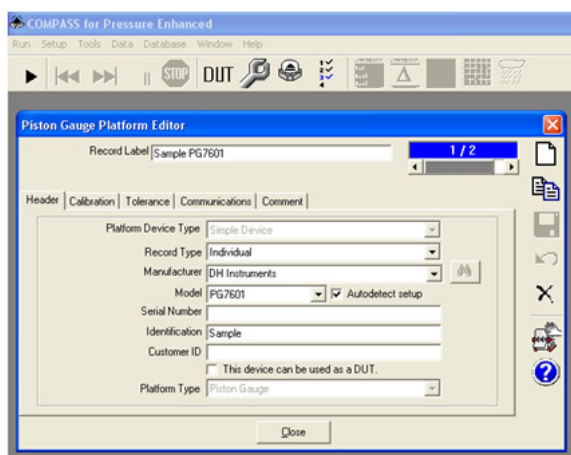 COMPASS for Pressure Enhanced
Run Setup Tools Data Database Window Help
STOP DUT
Piston Gauge Platform Editor
Record Label Sample PG7601 1 / 2
Header Calibration Tolerance Communications Comment
Platform Device Type Simple Device
Record Type Individual
Manufacturer DH Instruments
Model PG7601 Autodetect setup
Serial Number
Identification Sample
Customer ID
This device can be used as a DUT.
Platform Type Piston Gauge
Close